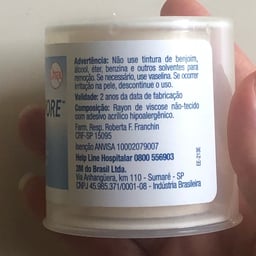 Advertência: Não use tintura de benjoim,
álcool, éter, benzina e outros solventes para
remoção. Se necessário, use vaselina. Se ocorrer
irritação na pele, descontinue o uso.
Validade: 2 anos da data de fabricação
Composição: Rayon de viscose não-tecido
com adesivo acrílico hipoalergênico.
Farm. Resp. Roberta F. Franchin
CRF-SP 15095
Isenção ANVISA 10002079007
Help Line Hospitalar 0800 556903
3M do Brasil Ltda.
Via Anhangüera, km 110 - Sumaré - SP
CNPJ 45.985.371/0001-08 - Indústria Brasileira
ORE™